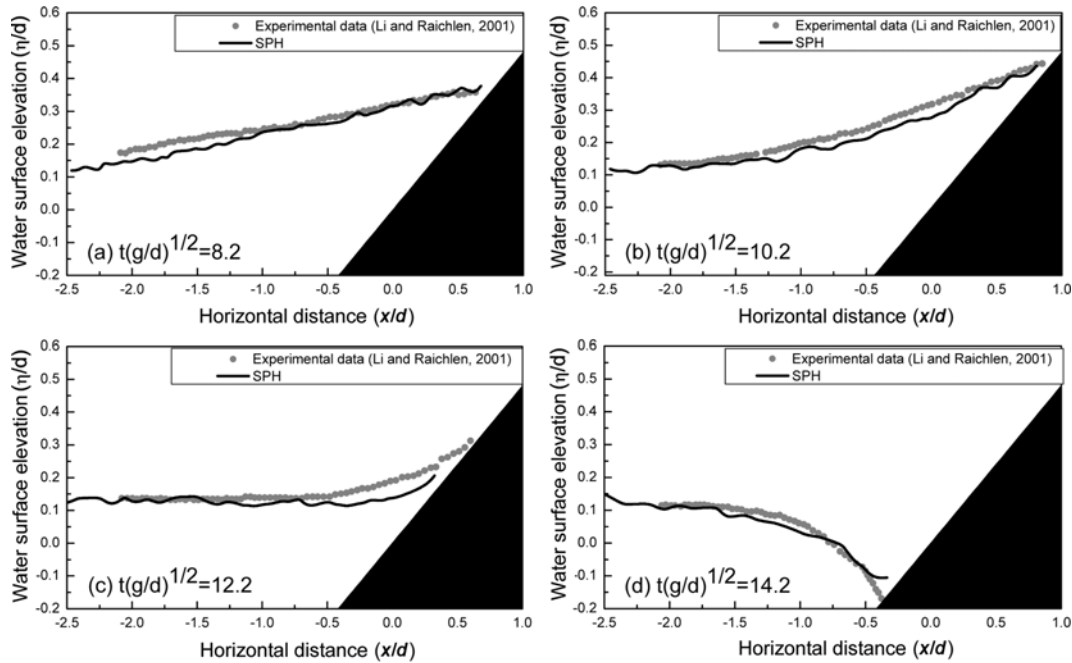 Experimental data (Li and Raichlen, 2001)
SPH
Water surface elevation (η/d)
0.6
0.5
0.4
0.3
0.2
0.1
0.0
-0.1
-0.2
(a) t(g/d)^1/2=8.2
-2.5 -2.0 -1.5 -1.0 -0.5 0.0 0.5 1.0
Horizontal distance (x/d)
Experimental data (Li and Raichlen, 2001)
SPH
Water surface elevation (η/d)
0.6
0.5
0.4
0.3
0.2
0.1
0.0
-0.1
-0.2
(b) t(g/d)^1/2=10.2
-2.5 -2.0 -1.5 -1.0 -0.5 0.0 0.5 1.0
Horizontal distance (x/d)
Experimental data (Li and Raichlen, 2001)
SPH
Water surface elevation (η/d)
0.6
0.5
0.4
0.3
0.2
0.1
0.0
-0.1
-0.2
(c) t(g/d)^1/2=12.2
-2.5 -2.0 -1.5 -1.0 -0.5 0.0 0.5 1.0
Horizontal distance (x/d)
Experimental data (Li and Raichlen, 2001)
SPH
Water surface elevation (η/d)
0.6
0.5
0.4
0.3
0.2
0.1
0.0
-0.1
-0.2
(d) t(g/d)^1/2=14.2
-2.5 -2.0 -1.5 -1.0 -0.5 0.0 0.5 1.0
Horizontal distance (x/d)